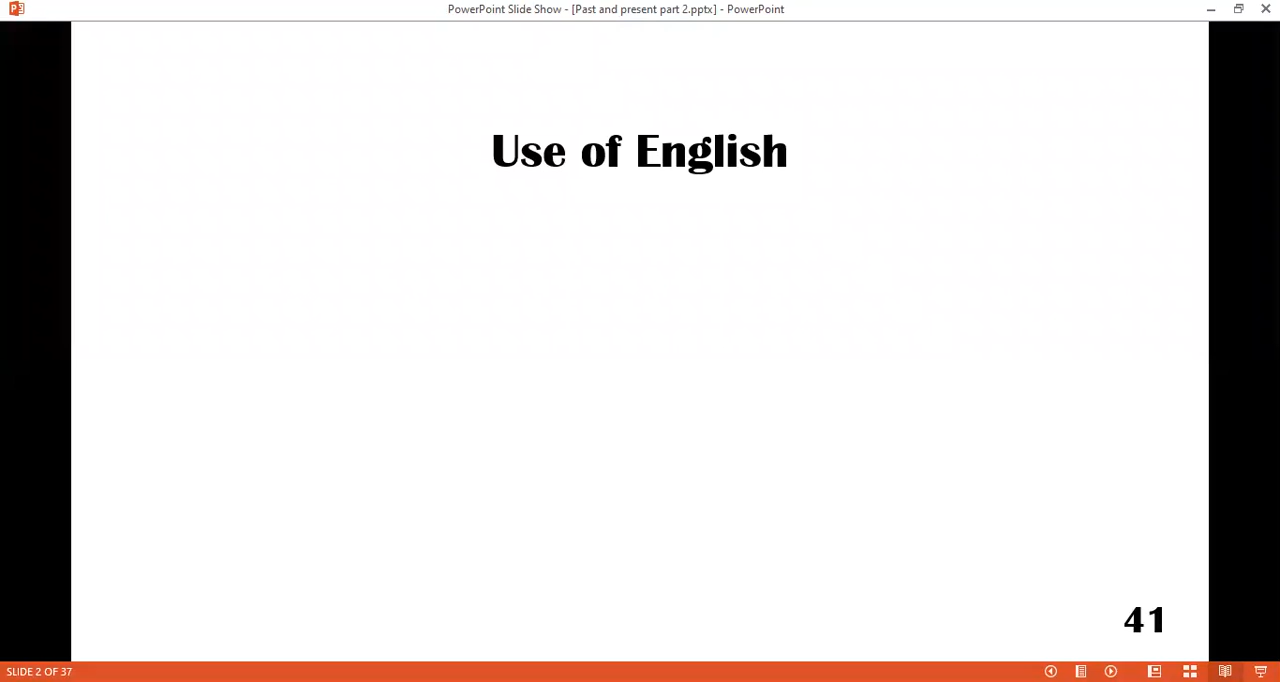 PowerPoint Slide Show - [Past and present part 2.pptx] - PowerPoint
Use of English
41
SLIDE 2 OF 37